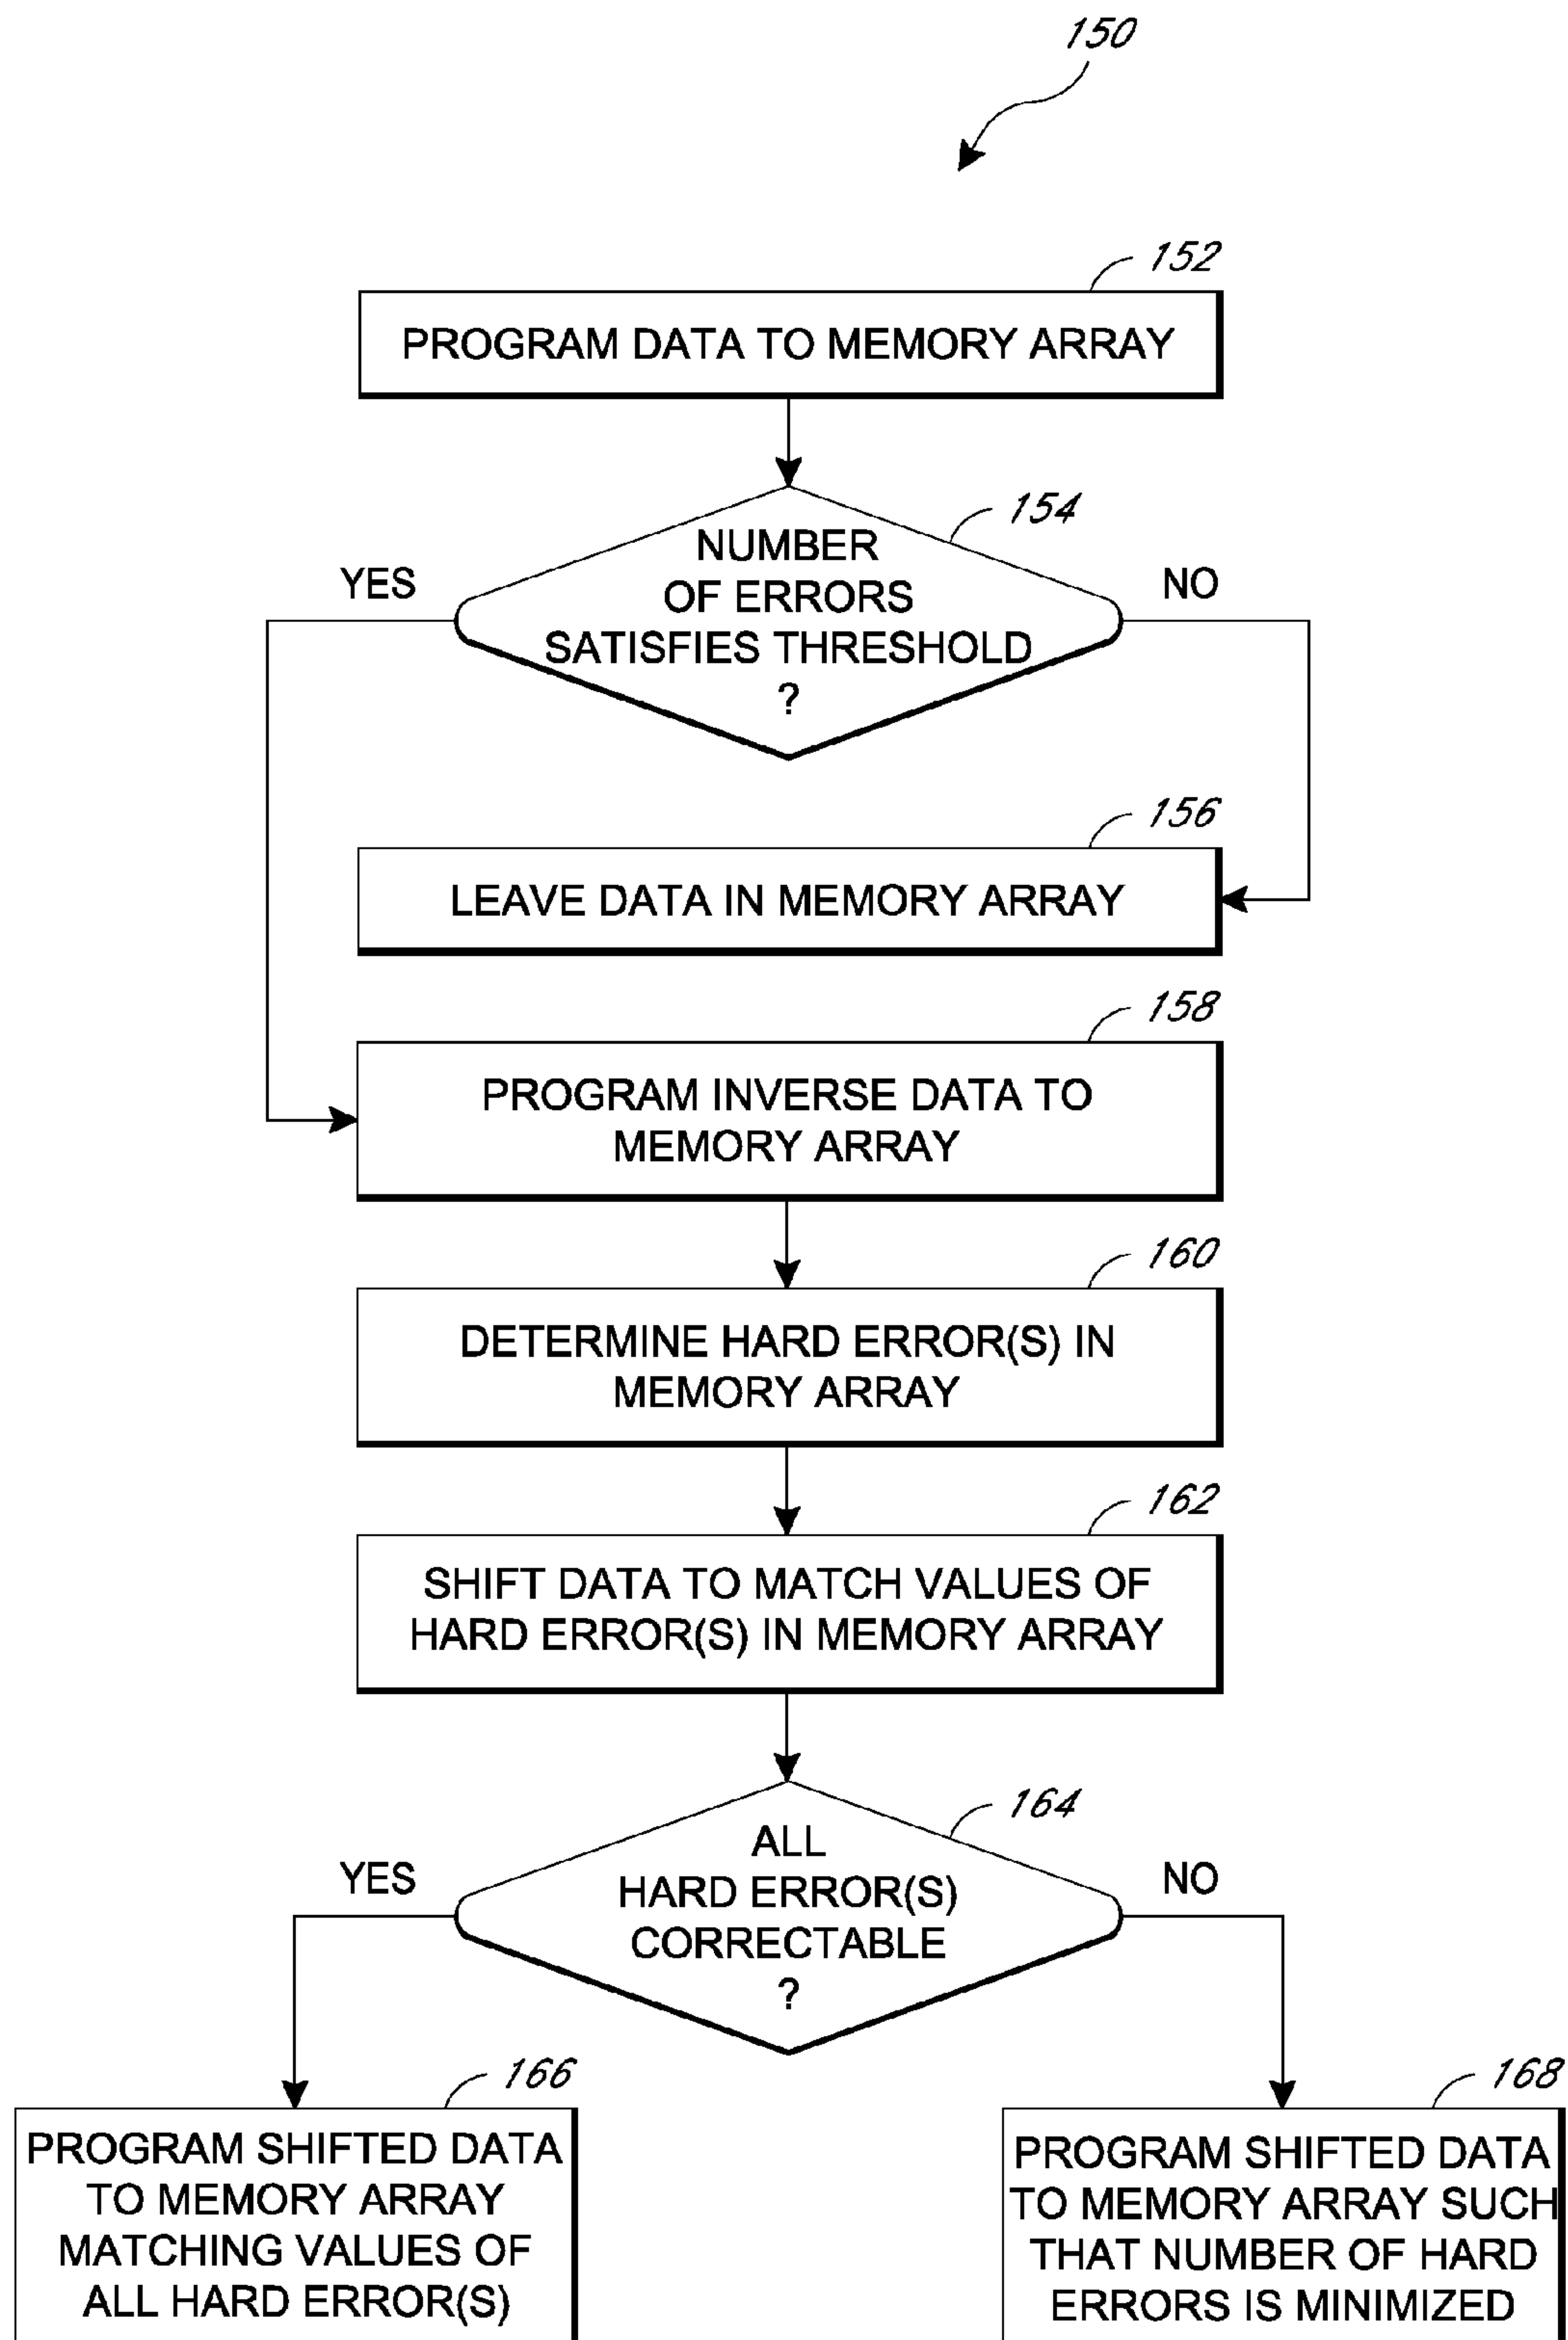 150
152
PROGRAM DATA TO MEMORY ARRAY
154
NUMBER
OF ERRORS
SATISFIES THRESHOLD
?
YES
NO
156
LEAVE DATA IN MEMORY ARRAY
158
PROGRAM INVERSE DATA TO
MEMORY ARRAY
160
DETERMINE HARD ERROR(S) IN
MEMORY ARRAY
162
SHIFT DATA TO MATCH VALUES OF
HARD ERROR(S) IN MEMORY ARRAY
164
ALL
HARD ERROR(S)
CORRECTABLE
?
YES
NO
166
PROGRAM SHIFTED DATA
TO MEMORY ARRAY
MATCHING VALUES OF
ALL HARD ERROR(S)
168
PROGRAM SHIFTED DATA
TO MEMORY ARRAY SUCH
THAT NUMBER OF HARD
ERRORS IS MINIMIZED